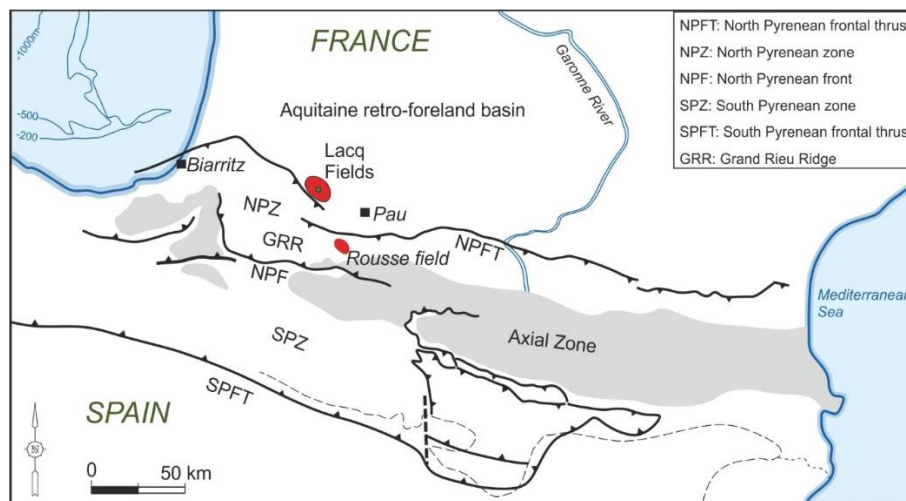 -1000m
-500
-200
FRANCE
Garonne River
Aquitaine retro-foreland basin
Biarritz
Lacq
Fields
NPZ
Pau
GRR
Rousse field
NPFT
NPF
Mediterranean
Sea
SPZ
Axial Zone
SPFT
SPAIN
N
0 50 km
NPFT: North Pyrenean frontal thrus
NPZ: North Pyrenean zone
NPF: North Pyrenean front
SPZ: South Pyrenean zone
SPFT: South Pyrenean frontal thrus
GRR: Grand Rieu Ridge